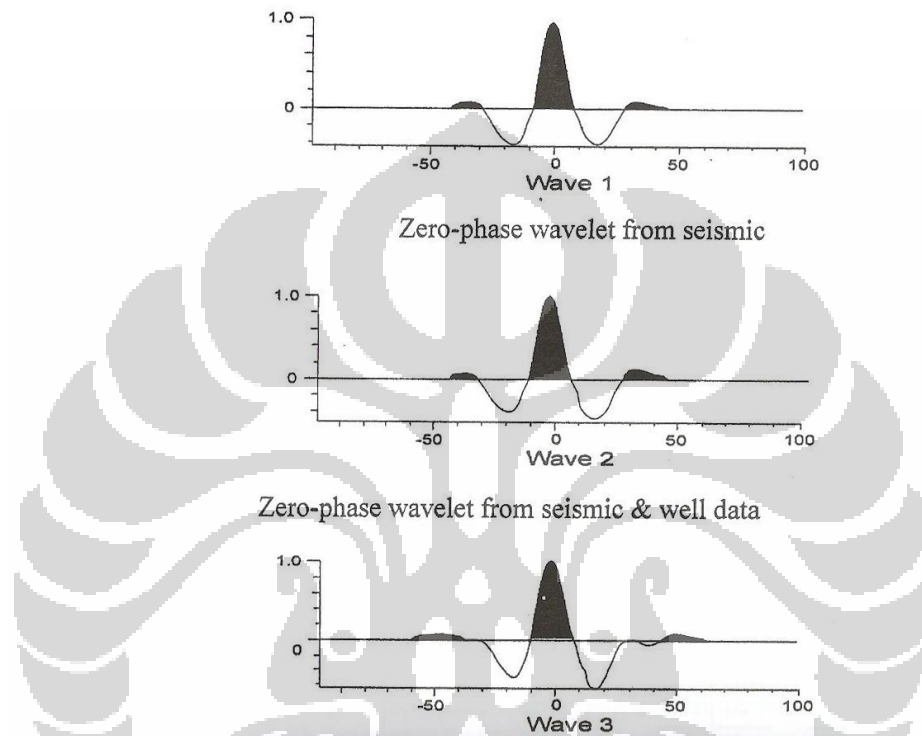 1.0
0
-50 0 50 100
Wave 1
Zero-phase wavelet from seismic
1.0
0
-50 0 50 100
Wave 2
Zero-phase wavelet from seismic & well data
1.0
0
-50 0 50 100
Wave 3